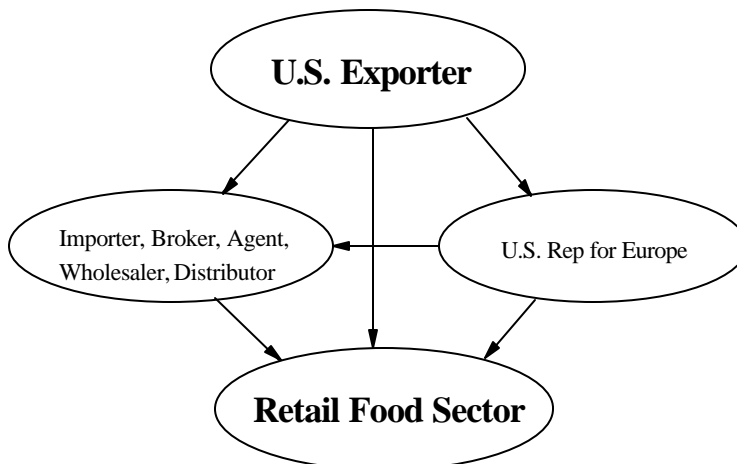 U.S. Exporter
Importer, Broker, Agent,
Wholesaler, Distributor
U.S. Rep for Europe
Retail Food Sector